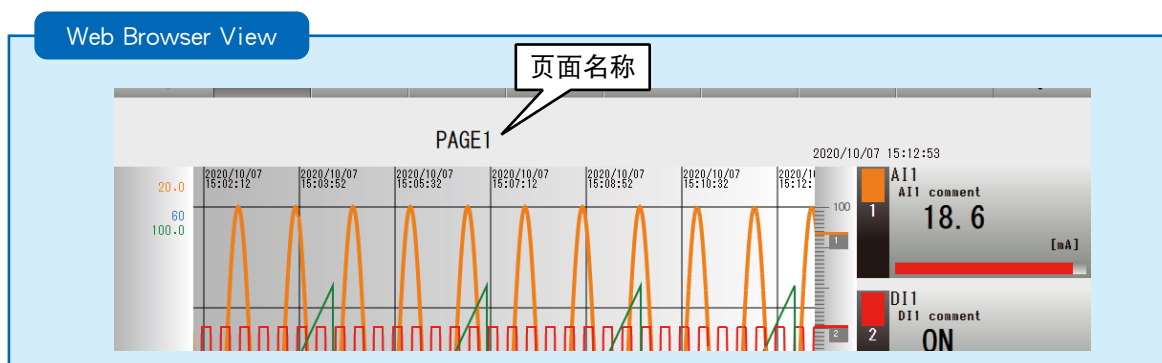 Web Browser View
页面名称
PAGE1
2020/10/07 15:12:53
2020/10/07 2020/10/07 2020/10/07 2020/10/07 2020/10/07 2020/10/07 2020/1
15:02:12 15:03:52 15:05:32 15:07:12 15:08:52 15:10:32 15:12:
20.0
60
100.0
100
1
2
AI1
AI1 comment
1
18.6
[mA]
DI1
DI1 comment
2
ON